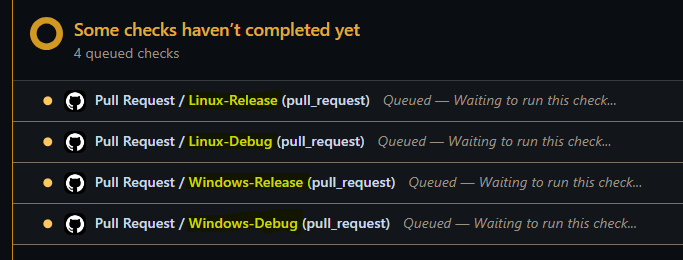 Some checks haven’t completed yet
4 queued checks
Pull Request / Linux-Release (pull_request) Queued — Waiting to run this check...
Pull Request / Linux-Debug (pull_request) Queued — Waiting to run this check...
Pull Request / Windows-Release (pull_request) Queued — Waiting to run this check...
Pull Request / Windows-Debug (pull_request) Queued — Waiting to run this check...